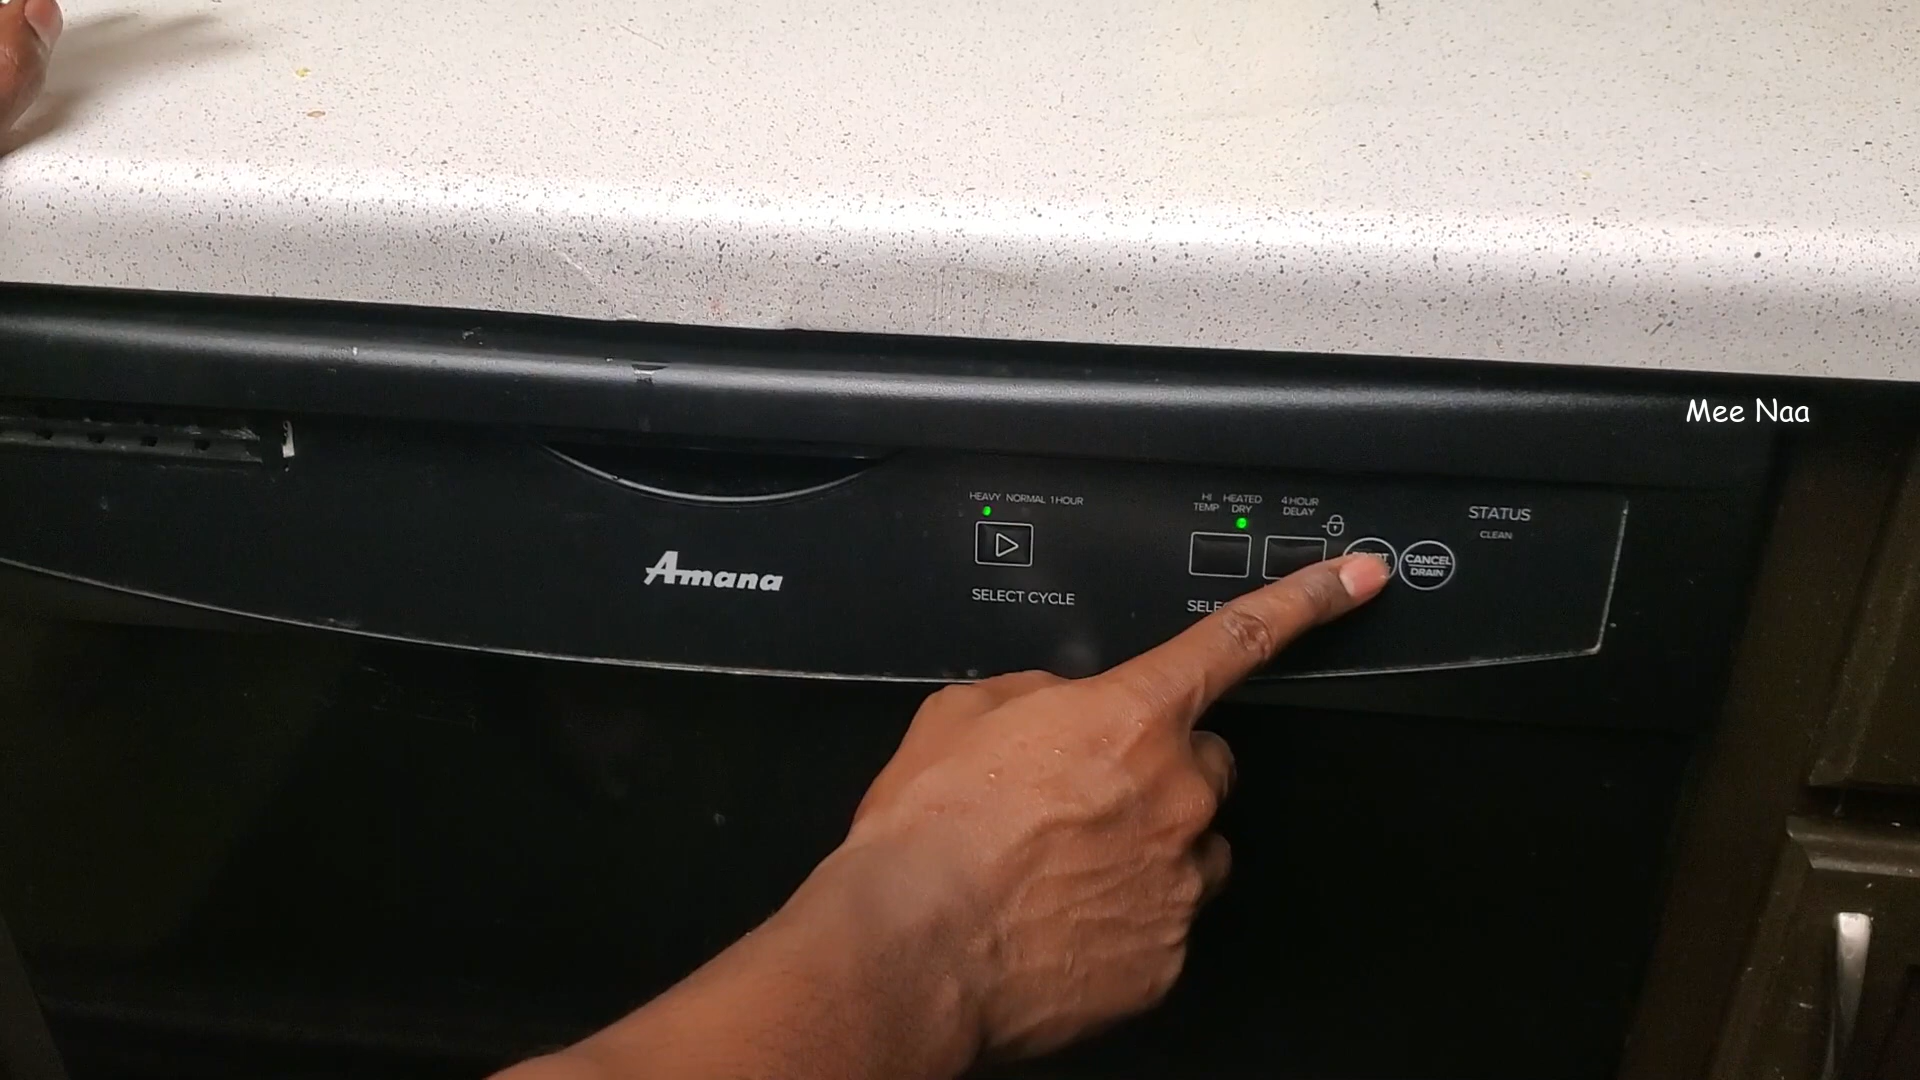 Mee Naa
HEAVY NORMAL 1 HOUR
HI TEMP
HEATED DRY
4 HOUR DELAY
STATUS
CLEAN
CANCEL
DRAIN
Amana
SELECT CYCLE